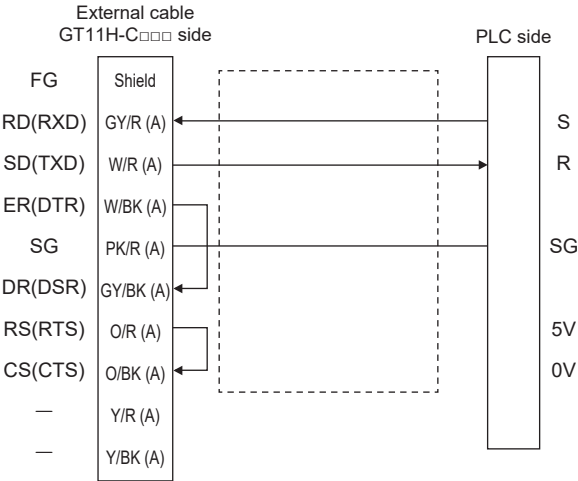 External cable
GT11H-C□□□ side
PLC side
FG Shield
RD(RXD) GY/R (A) S
SD(TXD) W/R (A) R
ER(DTR) W/BK (A)
SG PK/R (A) SG
DR(DSR) GY/BK (A)
RS(RTS) O/R (A) 5V
CS(CTS) O/BK (A) 0V
— Y/R (A)
— Y/BK (A)